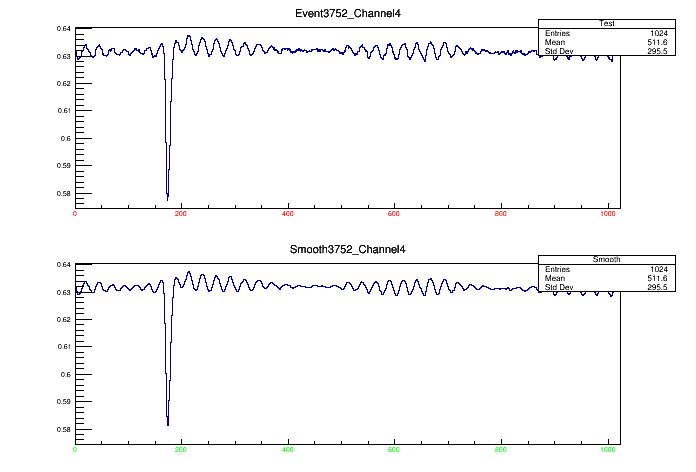 Event3752_Channel4
Test
Entries 1024
Mean 511.6
Std Dev 295.5
0.64
0.63
0.62
0.61
0.6
0.59
0.58
0 200 400 600 800 1000
Smooth3752_Channel4
Smooth
Entries 1024
Mean 511.6
Std Dev 295.5
0.64
0.63
0.62
0.61
0.6
0.59
0.58
0 200 400 600 800 1000